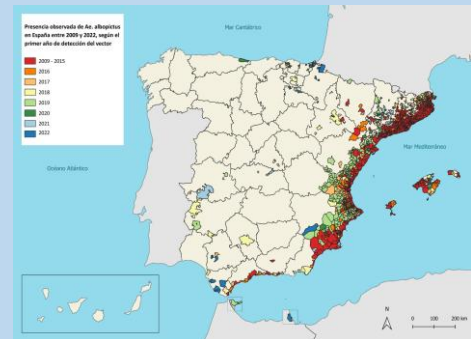 Mar Cantábrico
Presencia observada de Ae. albopictus
en España entre 2009 y 2022, según el
primer año de detección del vector
2009 - 2015
2016
2017
2018
2019
2020
2021
2022
Mar Mediterráneo
Océano Atlántico
N
0 100 200 km